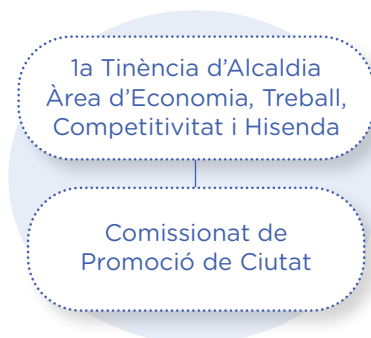 1a Tinència d’Alcaldia
Àrea d’Economia, Treball,
Competitivitat i Hisenda
Comissionat de
Promoció de Ciutat